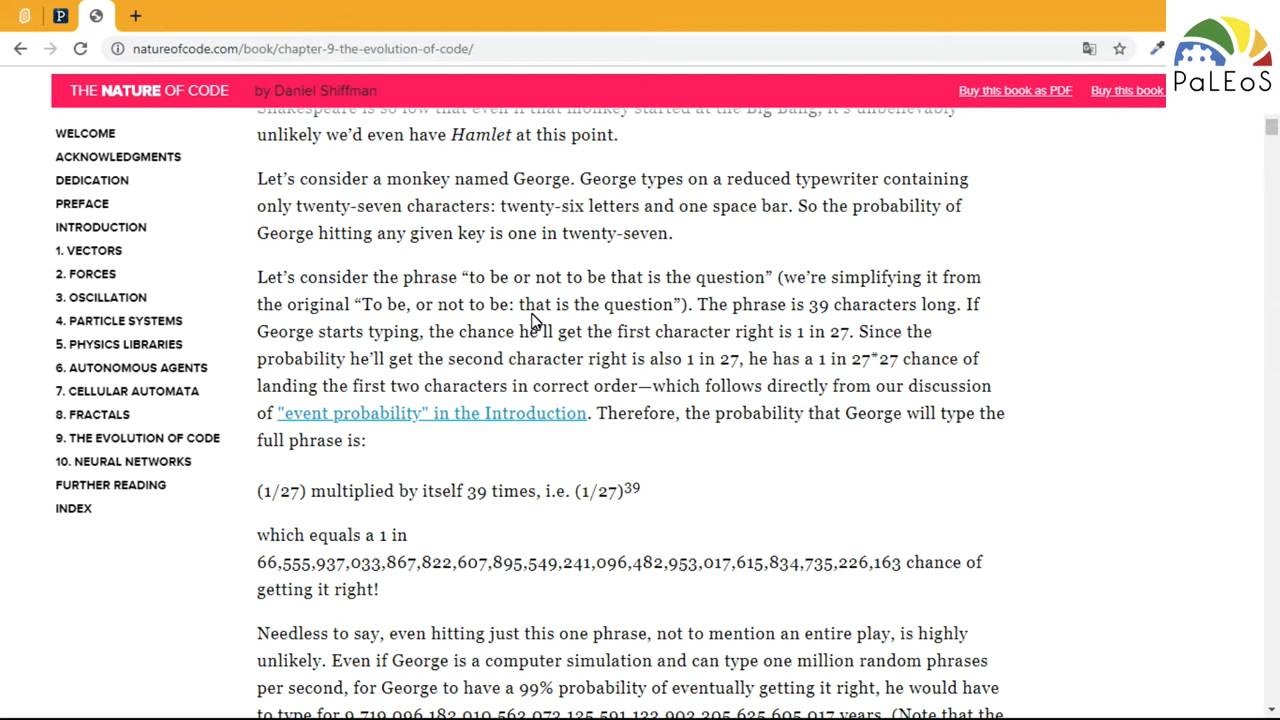 natureofcode.com/book/chapter-9-the-evolution-of-code/
PaLEoS
THE NATURE OF CODE by Daniel Shiffman Buy this book as PDF Buy this book
WELCOME
ACKNOWLEDGMENTS
DEDICATION
PREFACE
INTRODUCTION
1. VECTORS
2. FORCES
3. OSCILLATION
4. PARTICLE SYSTEMS
5. PHYSICS LIBRARIES
6. AUTONOMOUS AGENTS
7. CELLULAR AUTOMATA
8. FRACTALS
9. THE EVOLUTION OF CODE
10. NEURAL NETWORKS
FURTHER READING
INDEX
Shakespeare is so low that even if that monkey started at the Big Bang, it's unbelievably
unlikely we'd even have Hamlet at this point.
Let's consider a monkey named George. George types on a reduced typewriter containing
only twenty-seven characters: twenty-six letters and one space bar. So the probability of
George hitting any given key is one in twenty-seven.
Let's consider the phrase “to be or not to be that is the question” (we're simplifying it from
the original “To be, or not to be: that is the question”). The phrase is 39 characters long. If
George starts typing, the chance he'll get the first character right is 1 in 27. Since the
probability he'll get the second character right is also 1 in 27, he has a 1 in 27*27 chance of
landing the first two characters in correct order—which follows directly from our discussion
of "event probability" in the Introduction. Therefore, the probability that George will type the
full phrase is:
(1/27) multiplied by itself 39 times, i.e. (1/27)39
which equals a 1 in
66,555,937,033,867,822,607,895,549,241,096,482,953,017,615,834,735,226,163 chance of
getting it right!
Needless to say, even hitting just this one phrase, not to mention an entire play, is highly
unlikely. Even if George is a computer simulation and can type one million random phrases
per second, for George to have a 99% probability of eventually getting it right, he would have
to type for 9,719,096,182,010,563,073,125,591,133,903,305,625,605,017 years. (Note that the